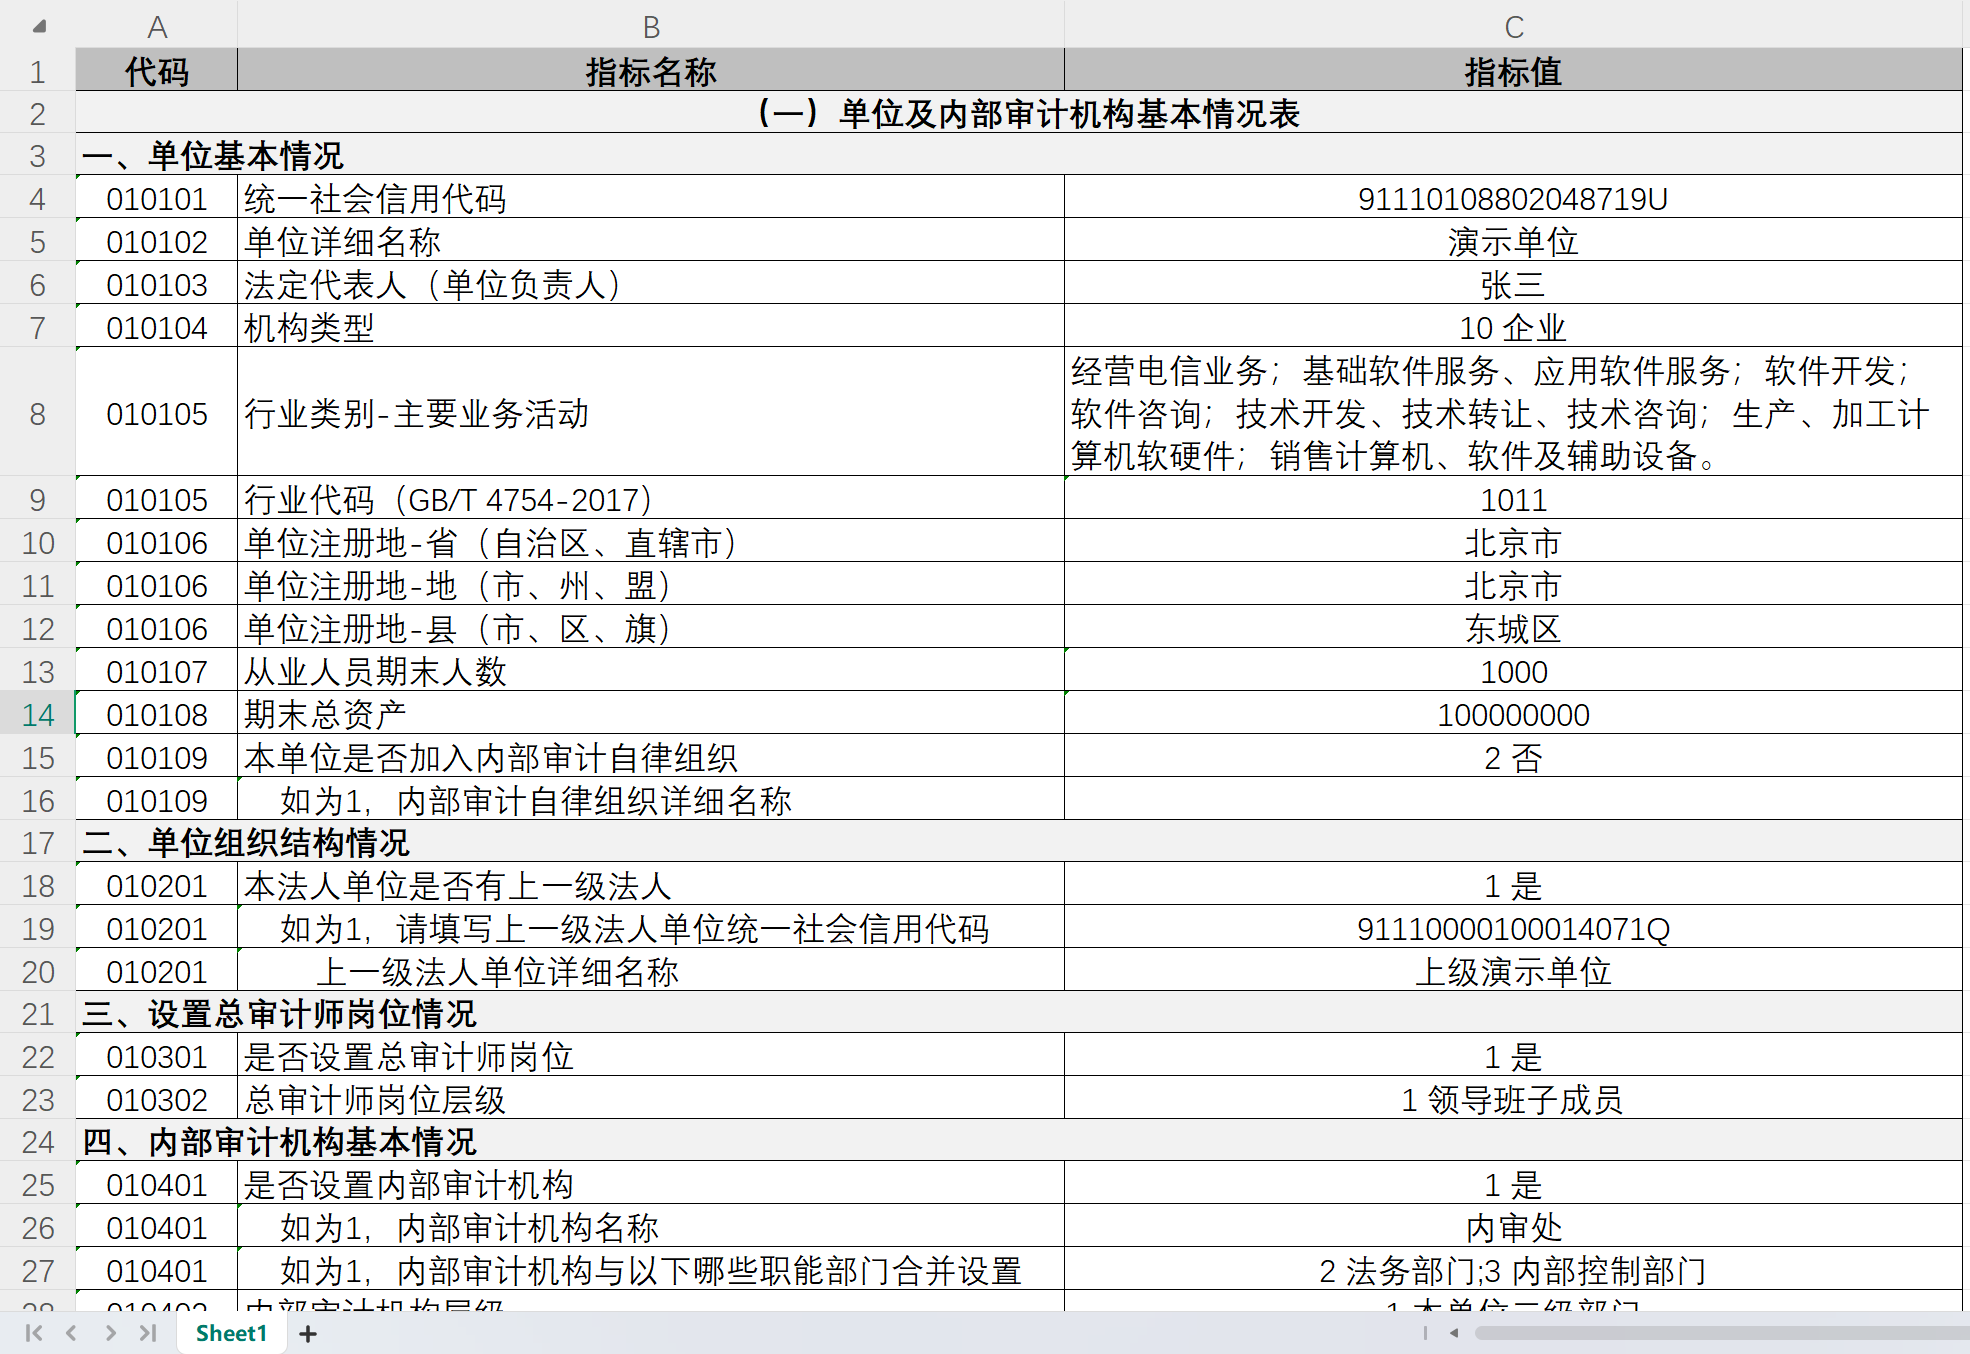 A B C
1 代码 指标名称 指标值
2 （一）单位及内部审计机构基本情况表
3 一、单位基本情况
4 010101 统一社会信用代码 91110108802048719U
5 010102 单位详细名称 演示单位
6 010103 法定代表人（单位负责人） 张三
7 010104 机构类型 10 企业
8 010105 行业类别-主要业务活动 经营电信业务；基础软件服务、应用软件服务；软件开发；
软件咨询；技术开发、技术转让、技术咨询；生产、加工计
算机软硬件；销售计算机、软件及辅助设备。
9 010105 行业代码（GB/T 4754-2017） 1011
10 010106 单位注册地-省（自治区、直辖市） 北京市
11 010106 单位注册地-地（市、州、盟） 北京市
12 010106 单位注册地-县（市、区、旗） 东城区
13 010107 从业人员期末人数 1000
14 010108 期末总资产 100000000
15 010109 本单位是否加入内部审计自律组织 2 否
16 010109 如为1，内部审计自律组织详细名称
17 二、单位组织结构情况
18 010201 本法人单位是否有上一级法人 1 是
19 010201 如为1，请填写上一级法人单位统一社会信用代码 91110000100014071Q
20 010201 上一级法人单位详细名称 上级演示单位
21 三、设置总审计师岗位情况
22 010301 是否设置总审计师岗位 1 是
23 010302 总审计师岗位层级 1 领导班子成员
24 四、内部审计机构基本情况
25 010401 是否设置内部审计机构 1 是
26 010401 如为1，内部审计机构名称 内审处
27 010401 如为1，内部审计机构与以下哪些职能部门合并设置 2 法务部门;3 内部控制部门
28 010402 内部审计机构层级 1 本单位二级部门
Sheet1